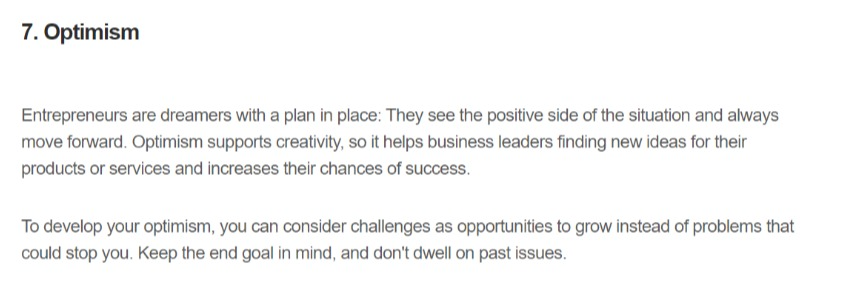 7. Optimism
Entrepreneurs are dreamers with a plan in place: They see the positive side of the situation and always
move forward. Optimism supports creativity, so it helps business leaders finding new ideas for their
products or services and increases their chances of success.
To develop your optimism, you can consider challenges as opportunities to grow instead of problems that
could stop you. Keep the end goal in mind, and don't dwell on past issues.